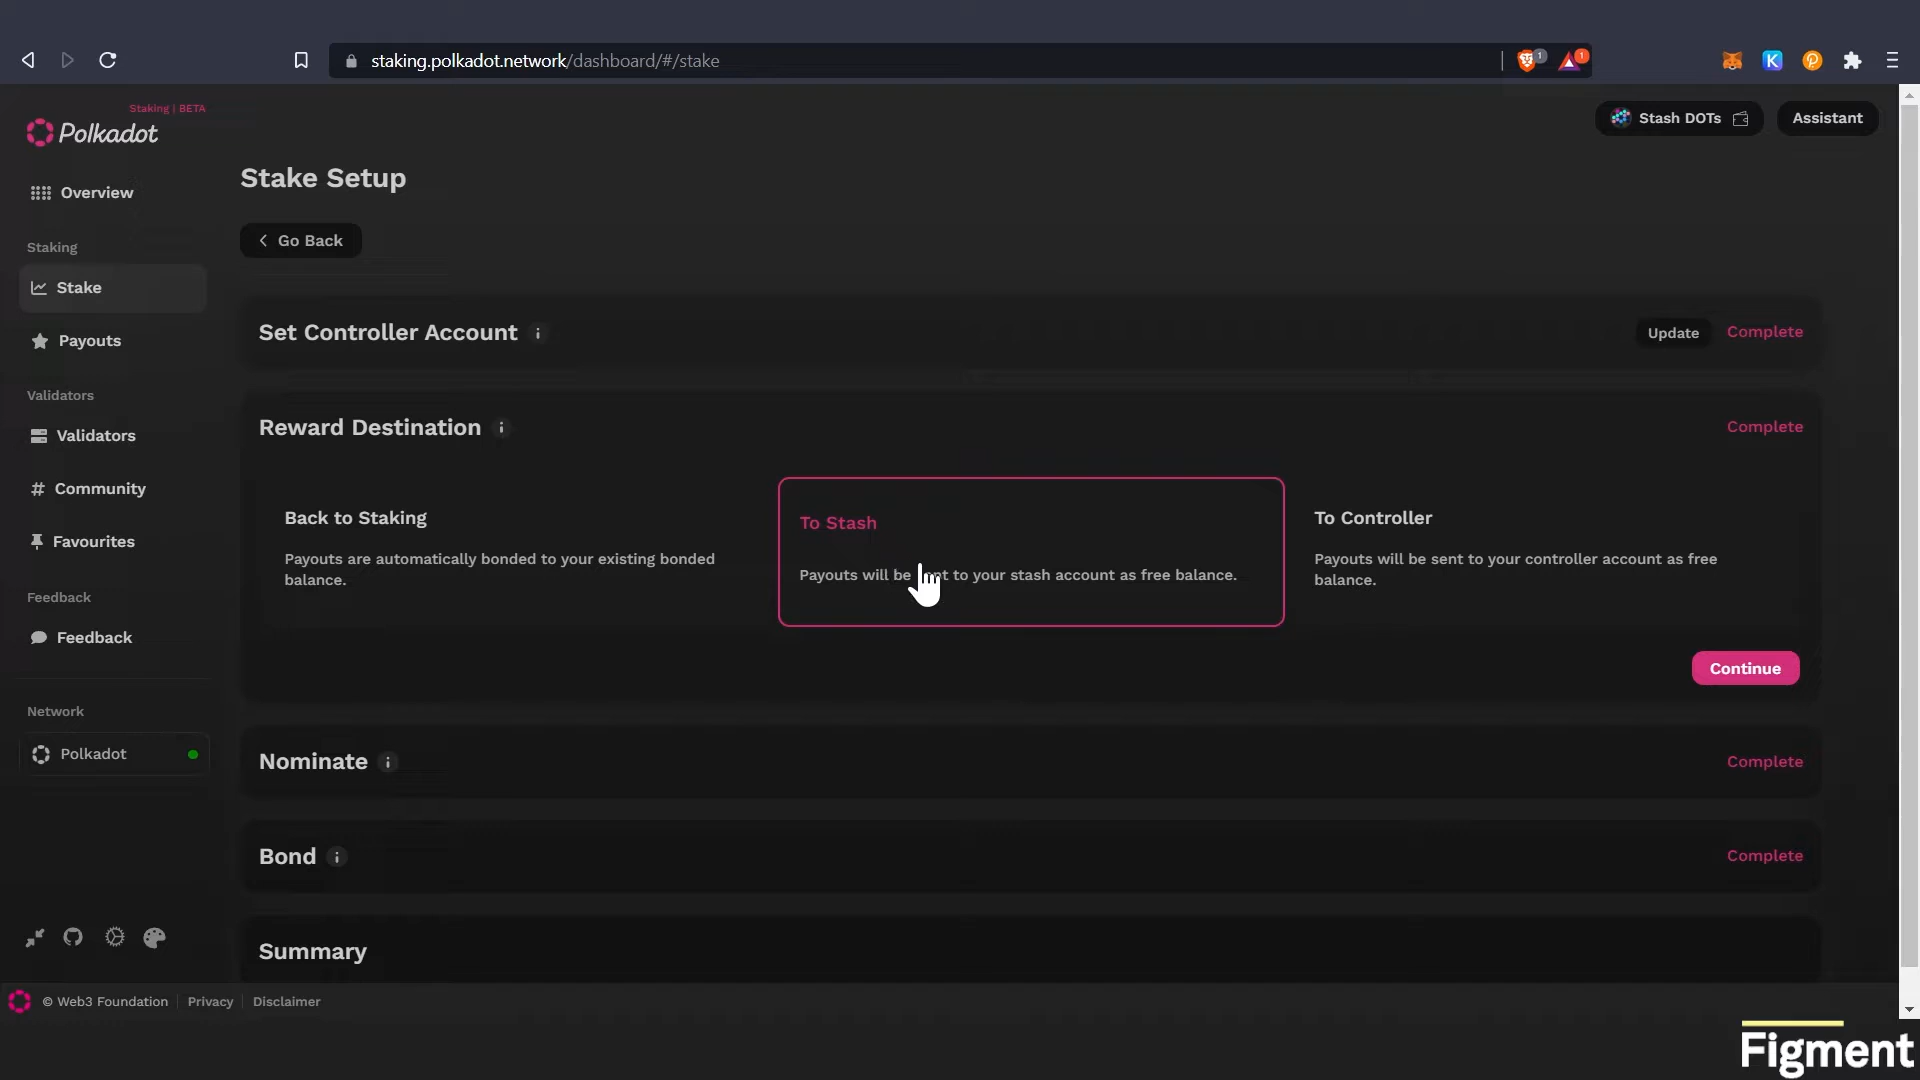 staking.polkadot.network/dashboard/#/stake
1
1
K
Staking | BETA
Polkadot
Stash DOTs
Assistant
Overview
Stake Setup
Go Back
Staking
Stake
Payouts
Validators
Validators
Community
Favourites
Feedback
Feedback
Network
Polkadot
Set Controller Account
Update
Complete
Reward Destination
Complete
Back to Staking
Payouts are automatically bonded to your existing bonded
balance.
To Stash
Payouts will be sent to your stash account as free balance.
To Controller
Payouts will be sent to your controller account as free
balance.
Continue
Nominate
Complete
Bond
Complete
Summary
© Web3 Foundation
Privacy
Disclaimer
Figment